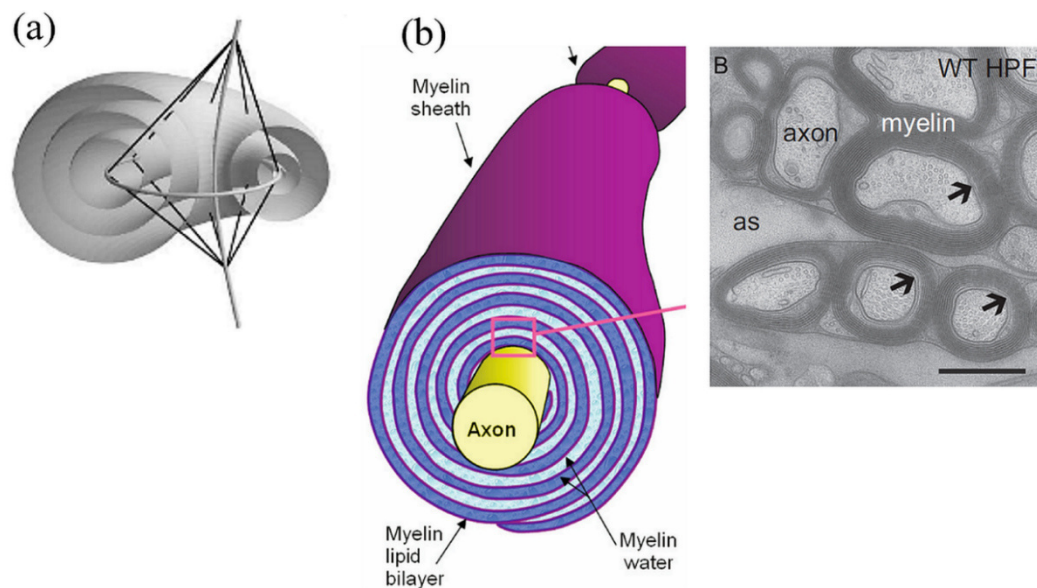 (a)
(b)
Myelin
sheath
Axon
Myelin
lipid
bilayer
Myelin
water
B
WT HPF
axon
myelin
as